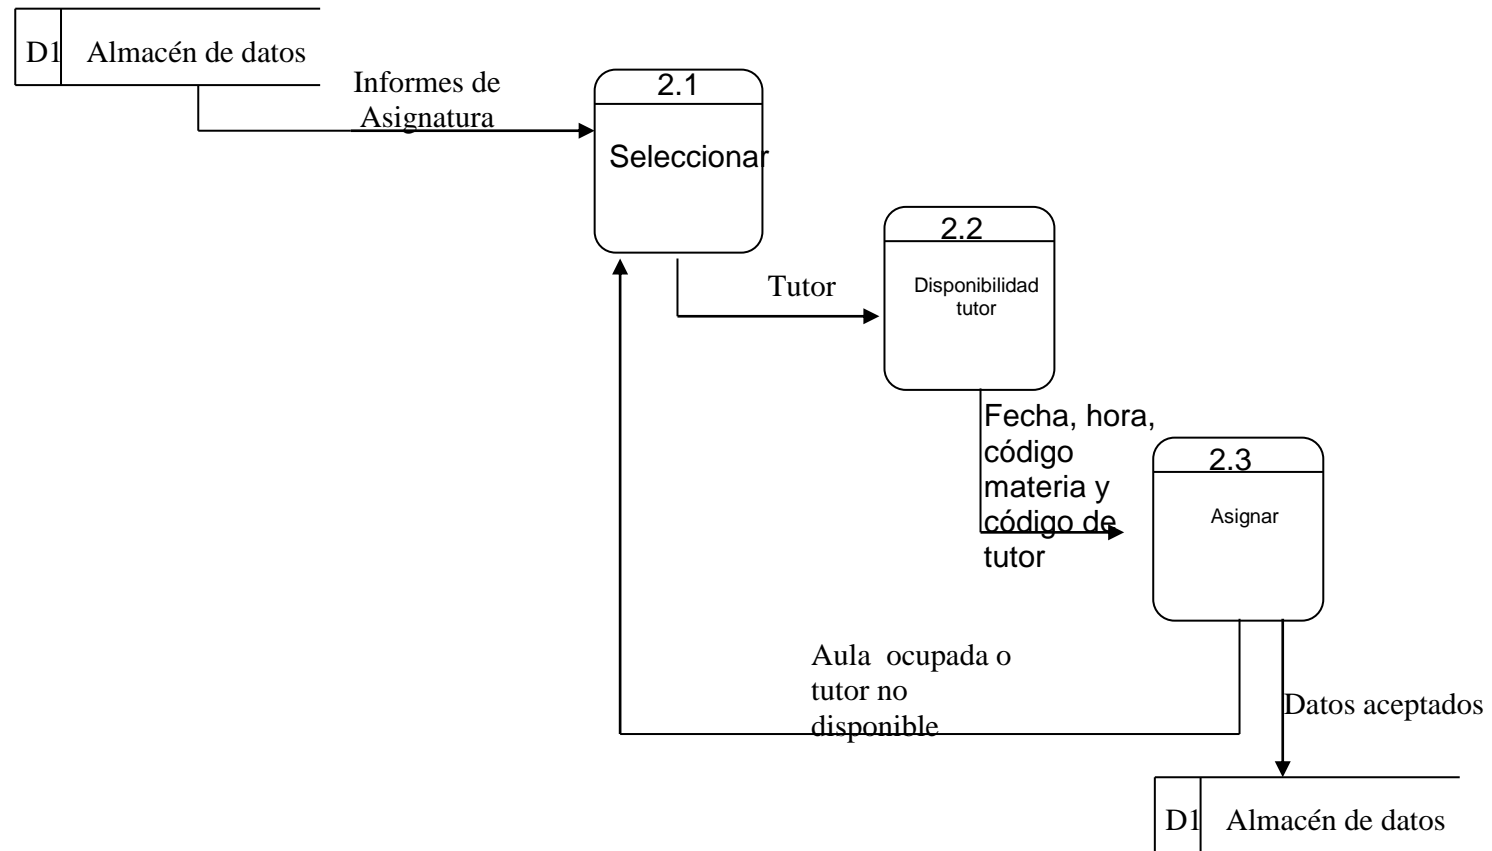 D1 Almacén de datos
Informes de
Asignatura
2.1
Seleccionar
2.2
Disponibilidad
tutor
Tutor
Fecha, hora,
código
materia y
código de
tutor
2.3
Asignar
Aula ocupada o
tutor no
disponible
Datos aceptados
D1 Almacén de datos